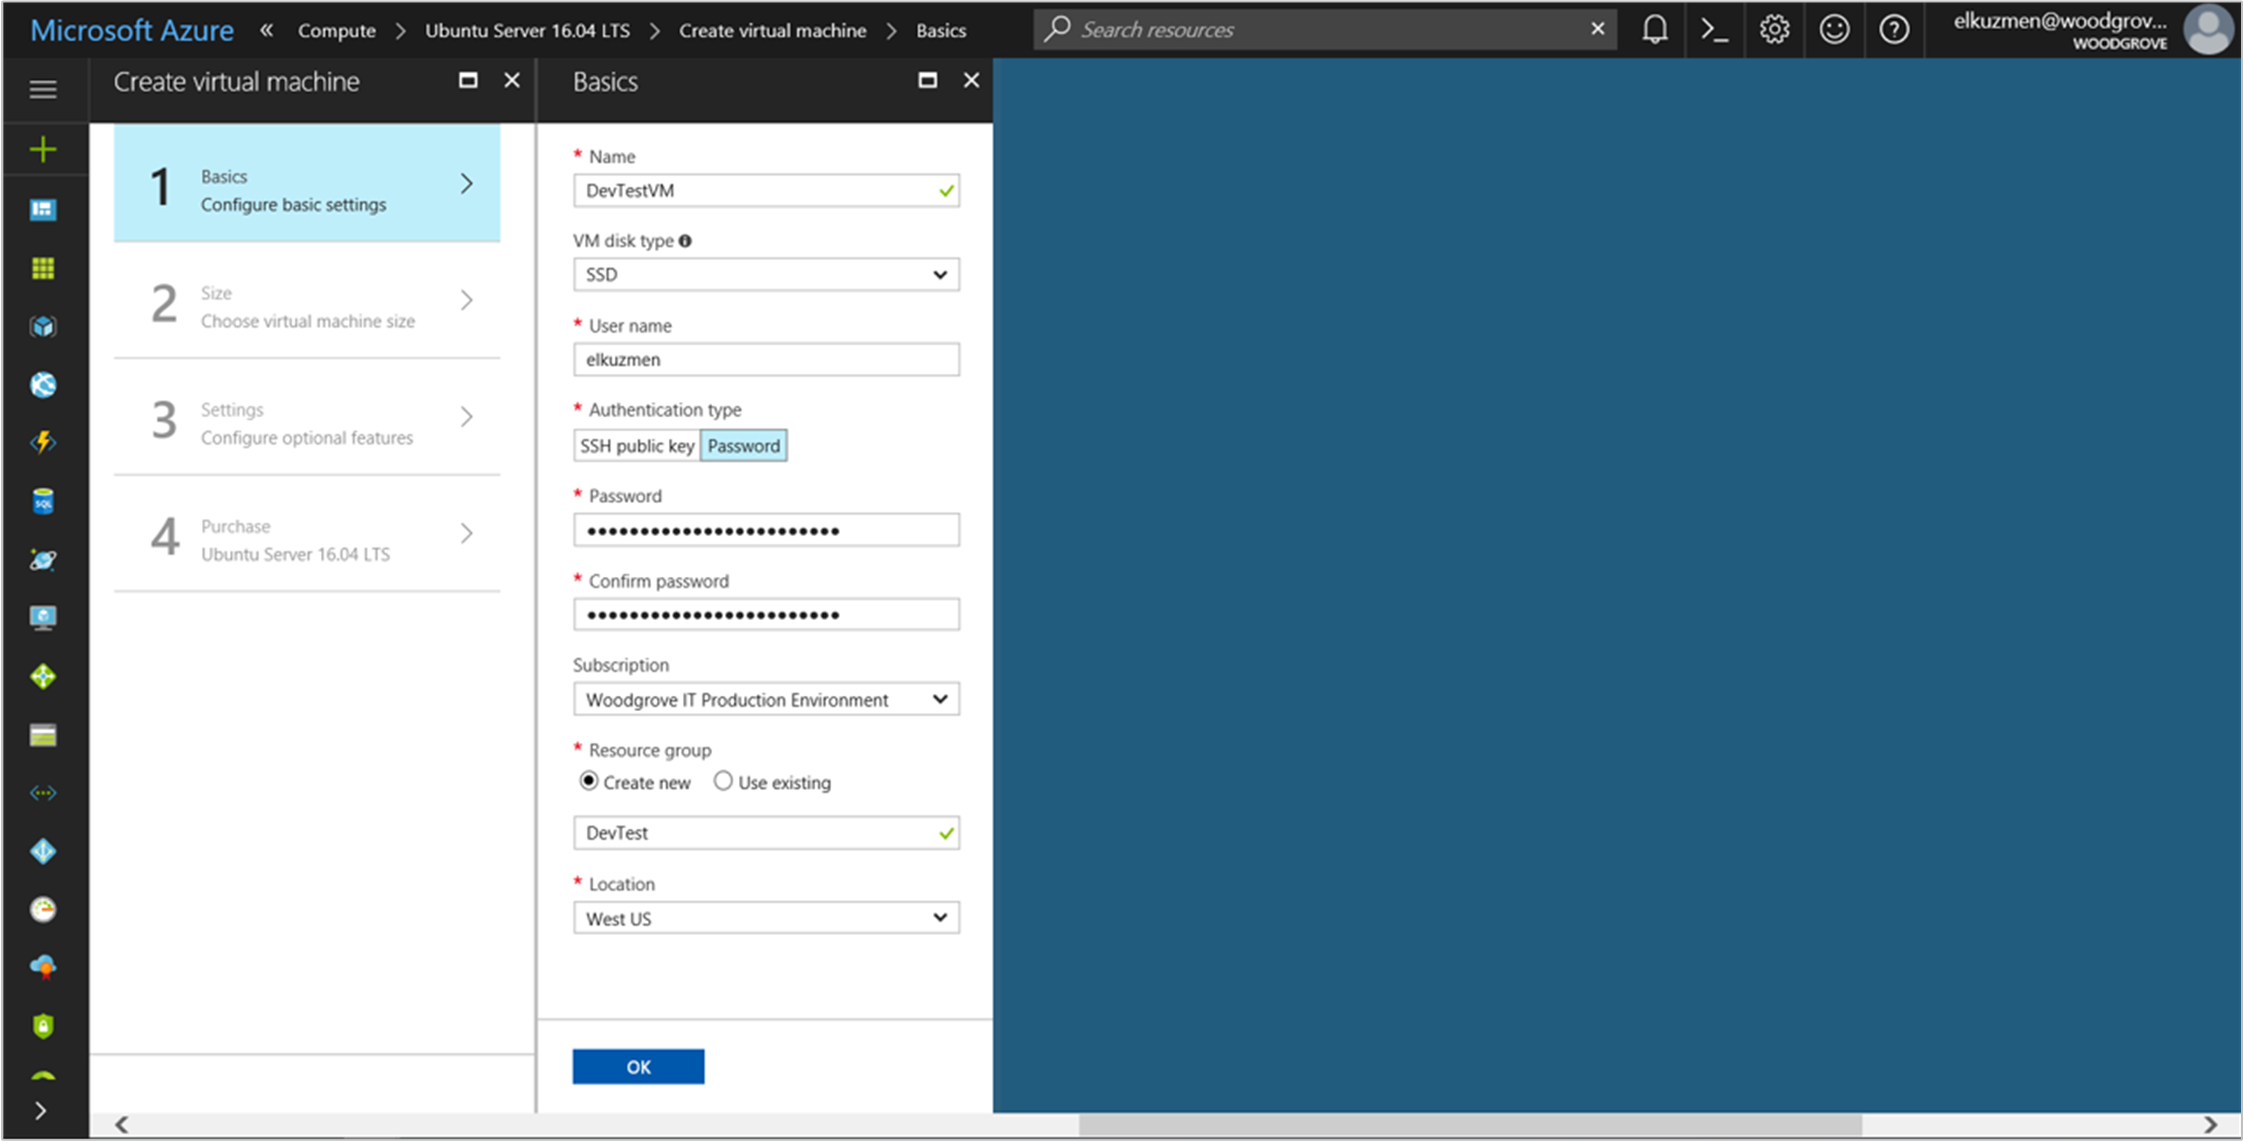 Microsoft Azure « Compute > Ubuntu Server 16.04 LTS > Create virtual machine > Basics
Search resources
elkuzmen@woodgrov...
WOODGROVE
Create virtual machine
1
Basics
Configure basic settings
2
Size
Choose virtual machine size
3
Settings
Configure optional features
4
Purchase
Ubuntu Server 16.04 LTS
Basics
* Name
DevTestVM
VM disk type
SSD
* User name
elkuzmen
* Authentication type
SSH public key Password
* Password
••••••••••••••••••••••••
* Confirm password
••••••••••••••••••••••••
Subscription
Woodgrove IT Production Environment
* Resource group
Create new Use existing
DevTest
* Location
West US
OK
SQL